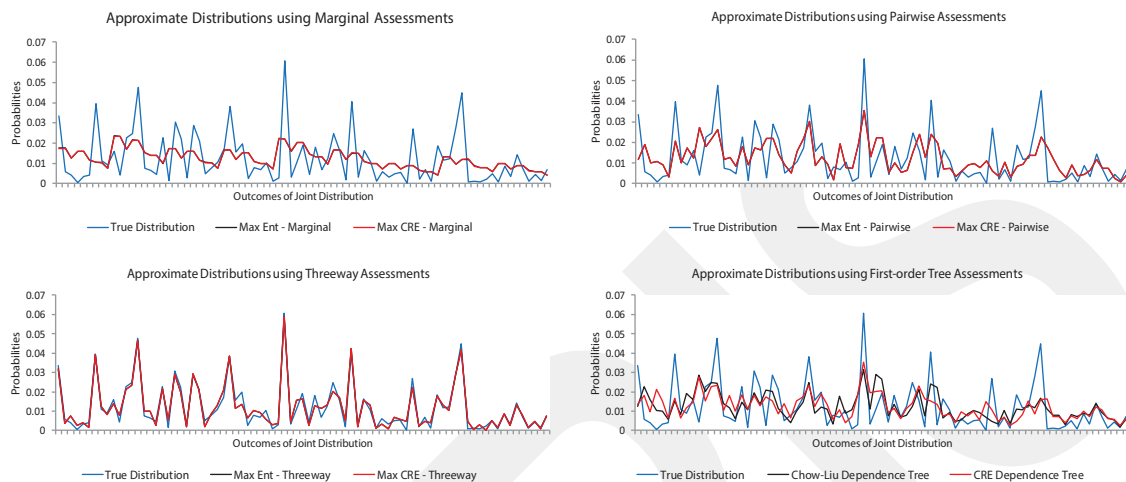 Approximate Distributions using Marginal Assessments
0.07
0.06
0.05
0.04
0.03
0.02
0.01
0
Probabilities
Outcomes of Joint Distribution
True Distribution Max Ent - Marginal Max CRE - Marginal
Approximate Distributions using Pairwise Assessments
0.07
0.06
0.05
0.04
0.03
0.02
0.01
0
Probabilities
Outcomes of Joint Distribution
True Distribution Max Ent - Pairwise Max CRE - Pairwise
Approximate Distributions using Threeway Assessments
0.07
0.06
0.05
0.04
0.03
0.02
0.01
0
Probabilities
Outcomes of Joint Distribution
True Distribution Max Ent - Threeway Max CRE - Threeway
Approximate Distributions using First-order Tree Assessments
0.07
0.06
0.05
0.04
0.03
0.02
0.01
0
Probabilities
Outcomes of Joint Distribution
True Distribution Chow-Liu Dependence Tree CRE Dependence Tree